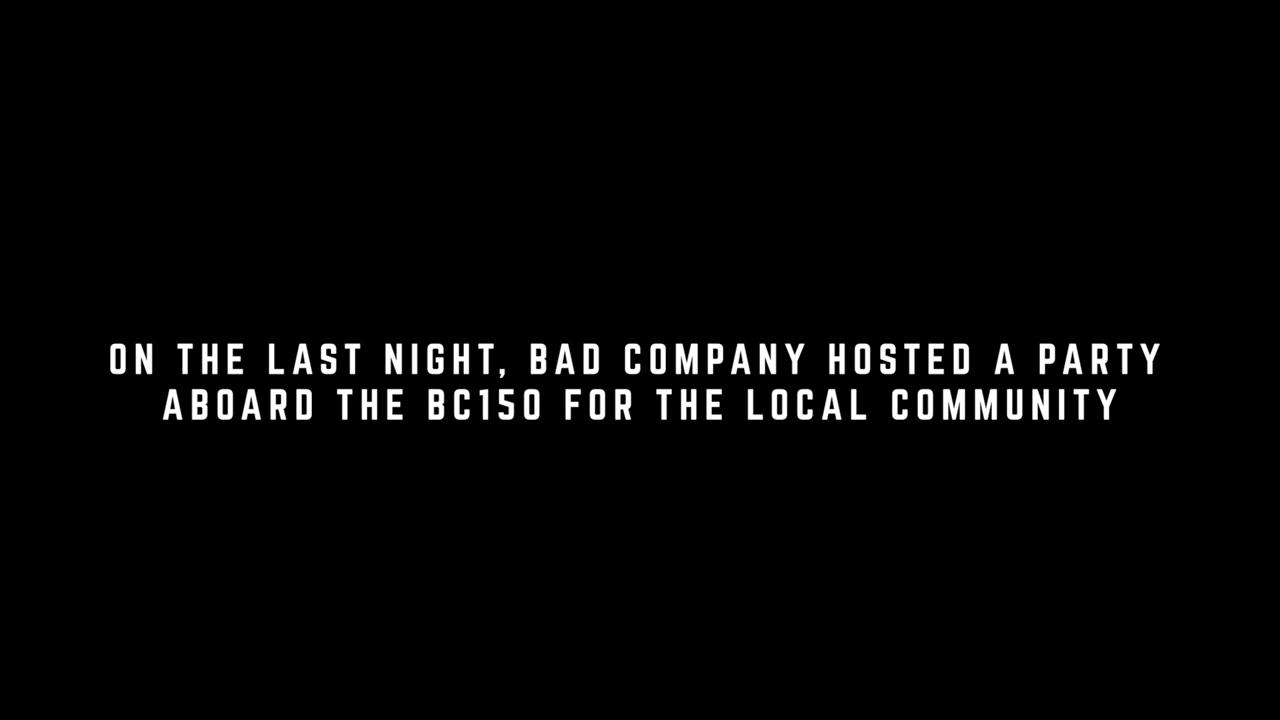 ON THE LAST NIGHT, BAD COMPANY HOSTED A PARTY
ABOARD THE BC150 FOR THE LOCAL COMMUNITY